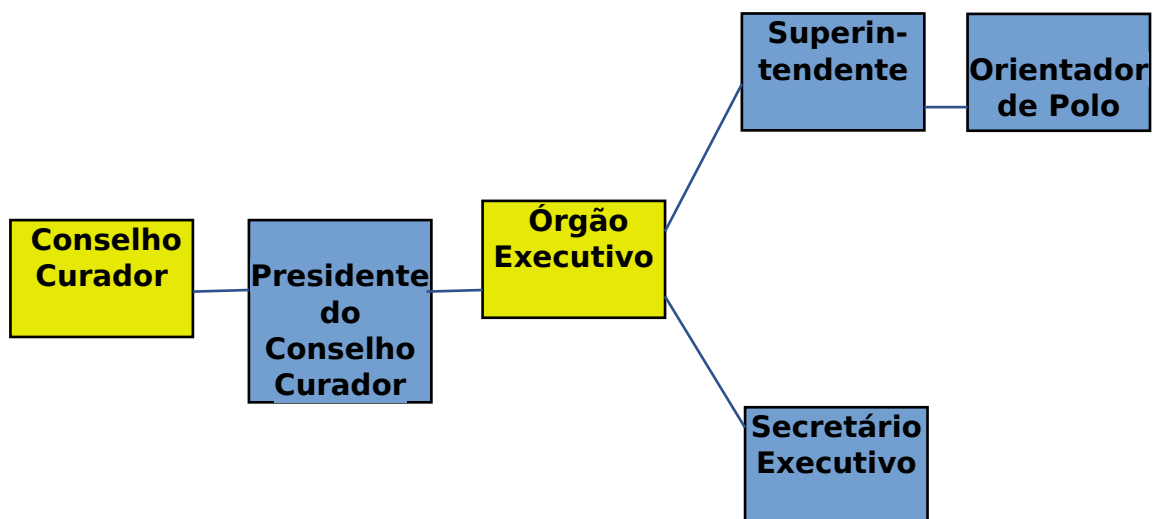 Conselho
Curador
Presidente
do
Conselho
Curador
Órgão
Executivo
Superin-
tendente
Orientador
de Polo
Secretário
Executivo